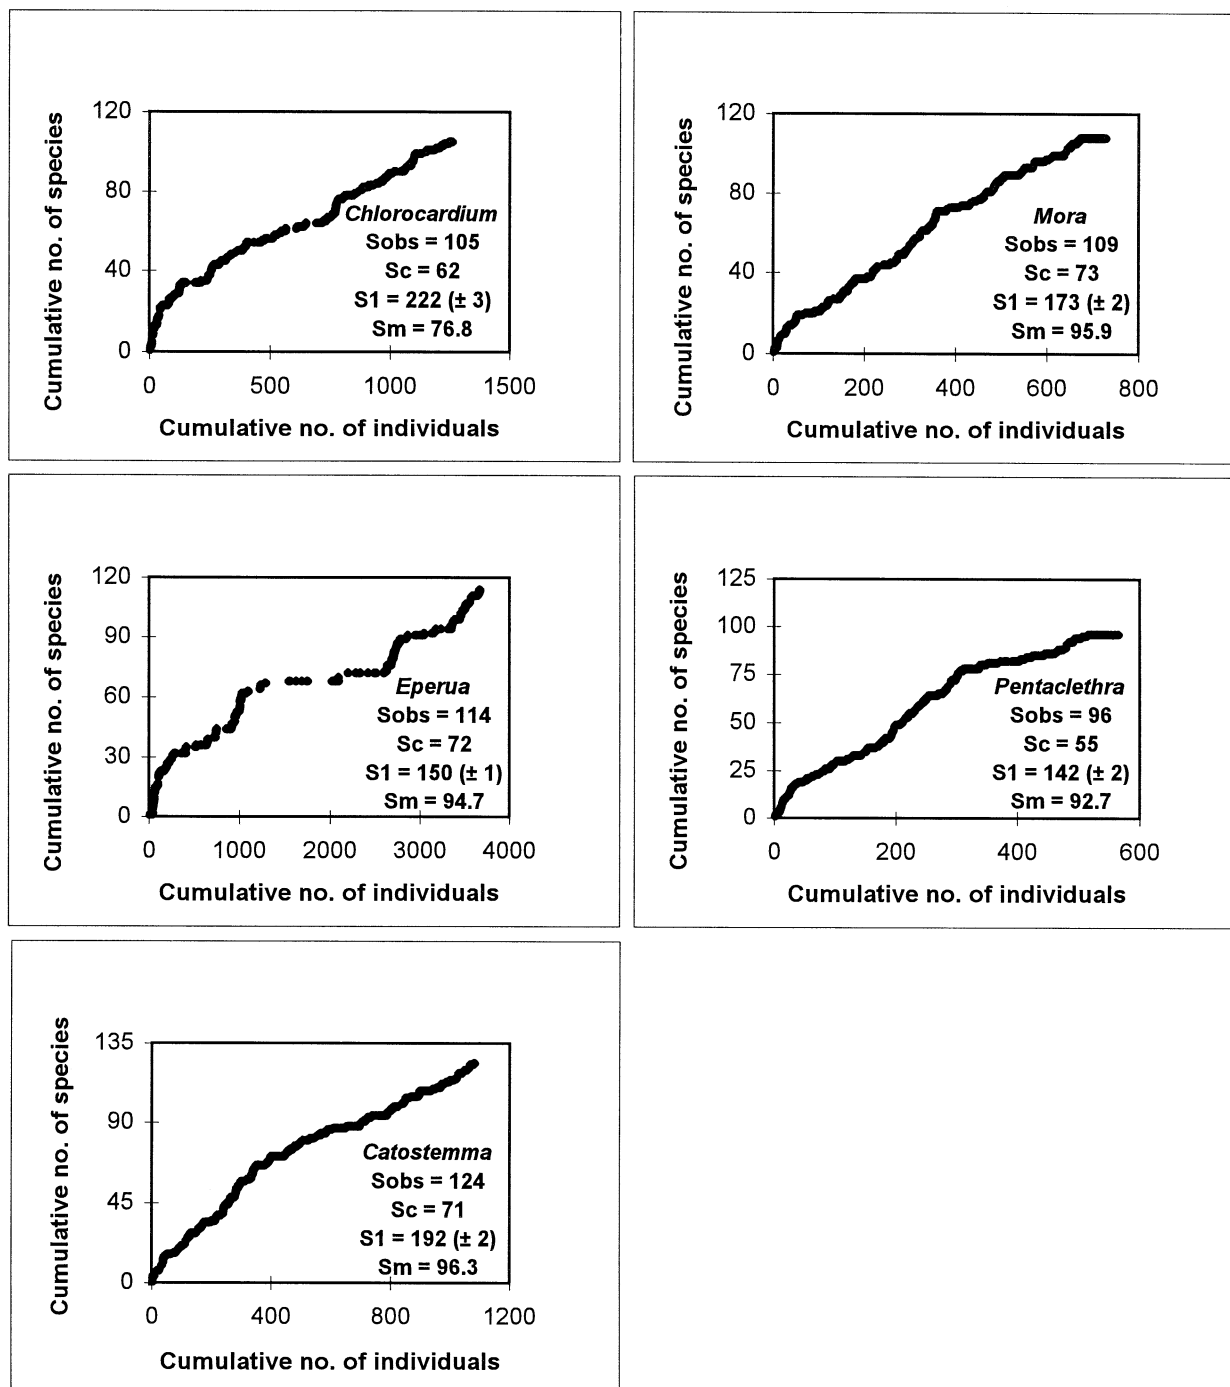 Cumulative no. of species
120
80
40
0
Chlorocardium
Sobs = 105
Sc = 62
S1 = 222 (± 3)
Sm = 76.8
0 500 1000 1500
Cumulative no. of individuals
Cumulative no. of species
120
80
40
0
Mora
Sobs = 109
Sc = 73
S1 = 173 (± 2)
Sm = 95.9
0 200 400 600 800
Cumulative no. of individuals
Cumulative no. of species
120
90
60
30
0
Eperua
Sobs = 114
Sc = 72
S1 = 150 (± 1)
Sm = 94.7
0 1000 2000 3000 4000
Cumulative no. of individuals
Cumulative no. of species
125
100
75
50
25
0
Pentaclethra
Sobs = 96
Sc = 55
S1 = 142 (± 2)
Sm = 92.7
0 200 400 600
Cumulative no. of individuals
Cumulative no. of species
135
90
45
0
Catostemma
Sobs = 124
Sc = 71
S1 = 192 (± 2)
Sm = 96.3
0 400 800 1200
Cumulative no. of individuals